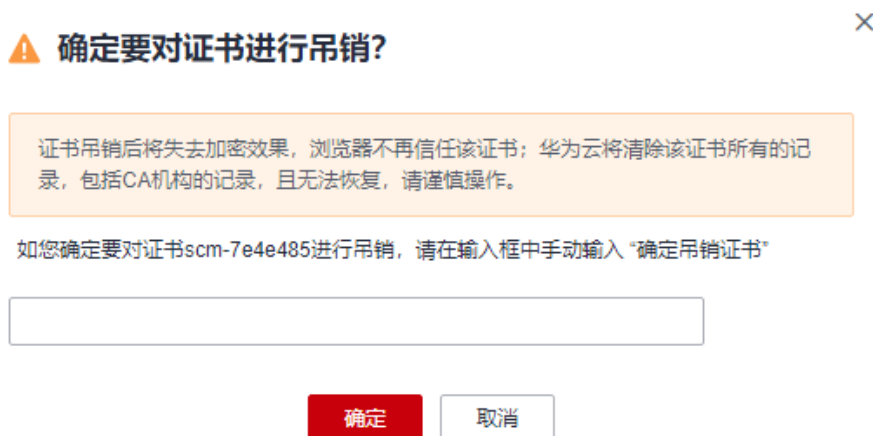 确定要对证书进行吊销?
证书吊销后将失去加密效果，浏览器不再信任该证书；华为云将清除该证书所有的记
录，包括CA机构的记录，且无法恢复，请谨慎操作。
如您确定要对证书scm-7e4e485进行吊销，请在输入框中手动输入 “确定吊销证书”
确定 取消